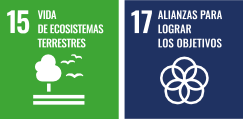 15 VIDA
DE ECOSISTEMAS
TERRESTRES
17 ALIANZAS PARA
LOGRAR
LOS OBJETIVOS